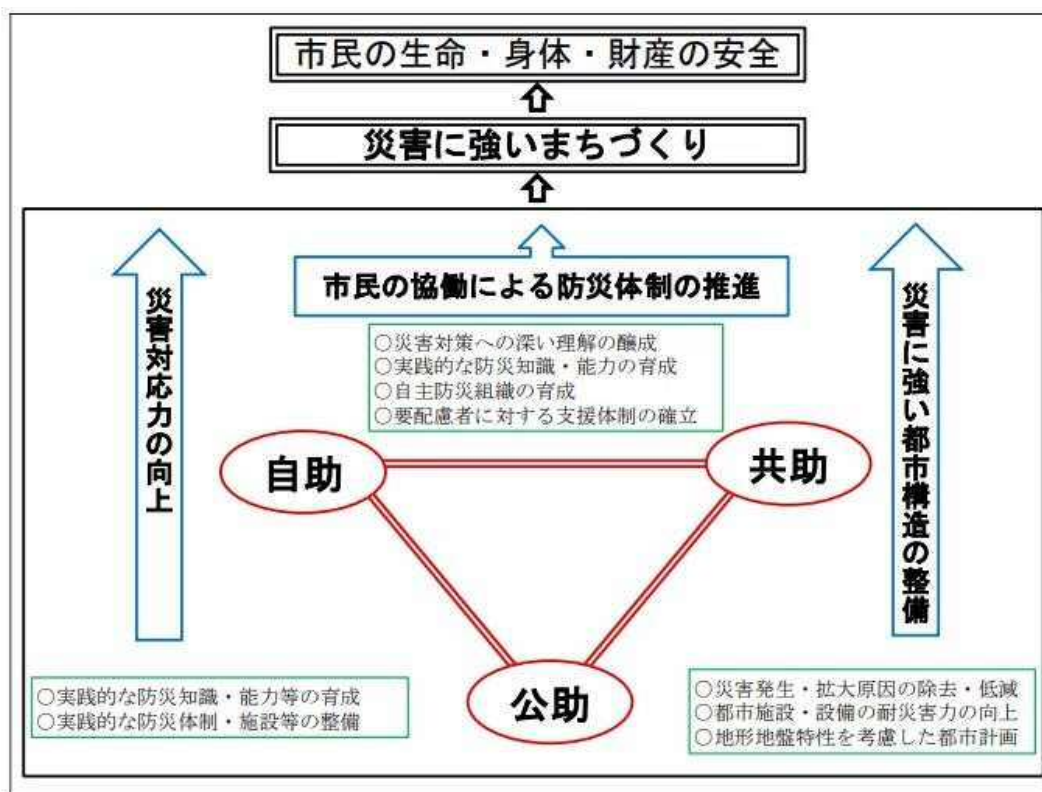 市民の生命・身体・財産の安全
災害に強いまちづくり
市民の協働による防災体制の推進
○災害対策への深い理解の醸成
○実践的な防災知識・能力の育成
○自主防災組織の育成
○要配慮者に対する支援体制の確立
災害対応力の向上
災害に強い都市構造の整備
自助
共助
公助
○実践的な防災知識・能力等の育成
○実践的な防災体制・施設等の整備
○災害発生・拡大原因の除去・低減
○都市施設・設備の耐災害力の向上
○地形地盤特性を考慮した都市計画